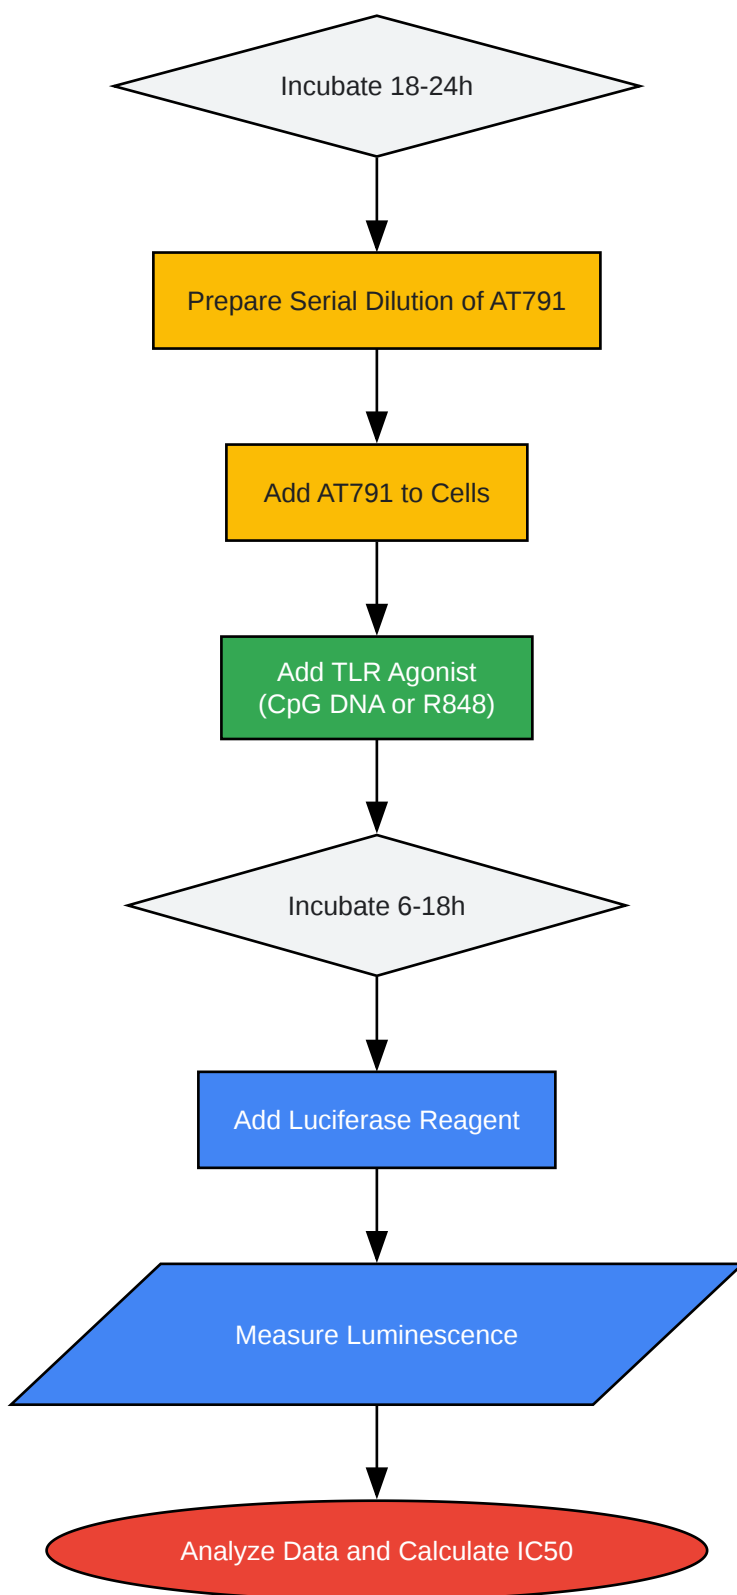 Incubate 18-24h
Prepare Serial Dilution of AT791
Add AT791 to Cells
Add TLR Agonist
(CpG DNA or R848)
Incubate 6-18h
Add Luciferase Reagent
Measure Luminescence
Analyze Data and Calculate IC50